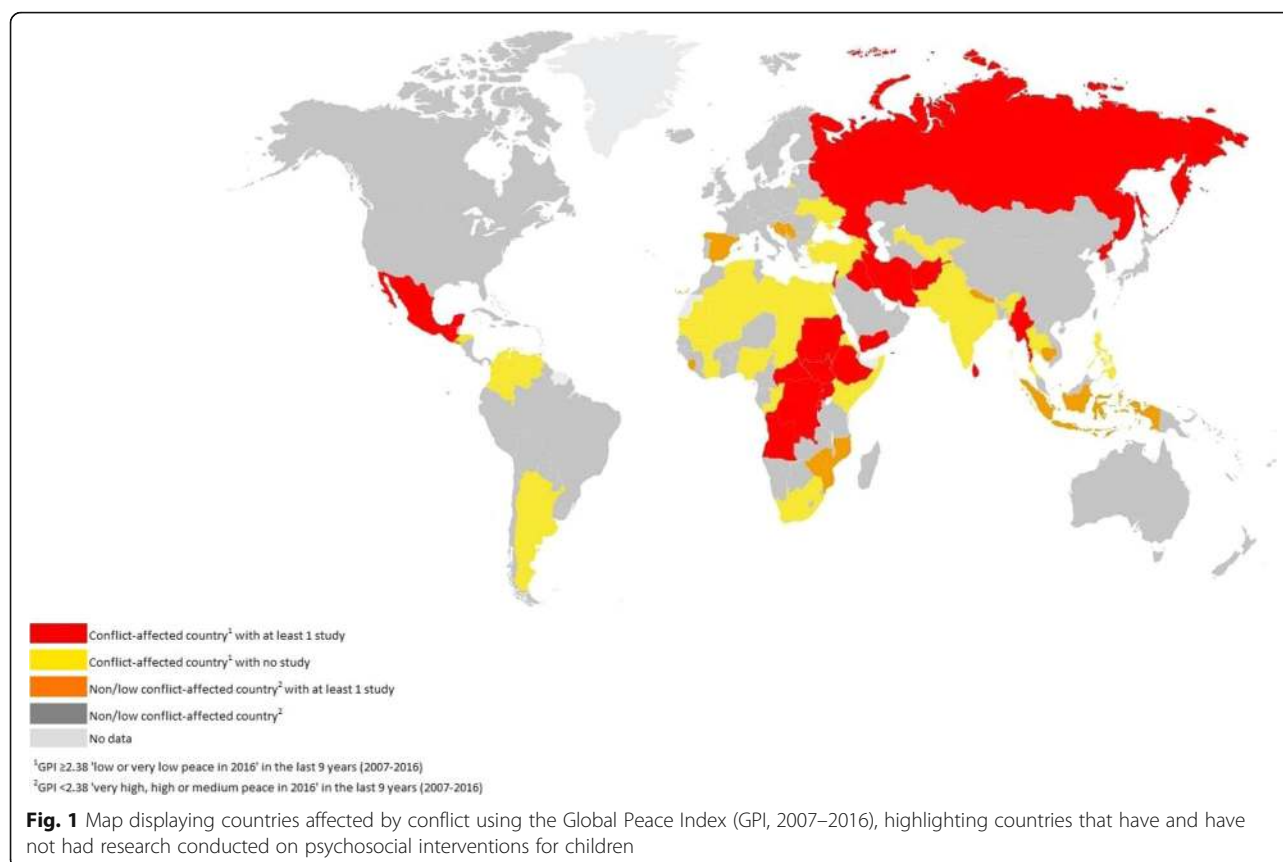 Conflict-affected country¹ with at least 1 study
Conflict-affected country¹ with no study
Non/low conflict-affected country² with at least 1 study
Non/low conflict-affected country²
No data
¹GPI ≥2.38 'low or very low peace in 2016' in the last 9 years (2007-2016)
²GPI <2.38 'very high, high or medium peace in 2016' in the last 9 years (2007-2016)
Fig. 1 Map displaying countries affected by conflict using the Global Peace Index (GPI, 2007–2016), highlighting countries that have and have
not had research conducted on psychosocial interventions for children